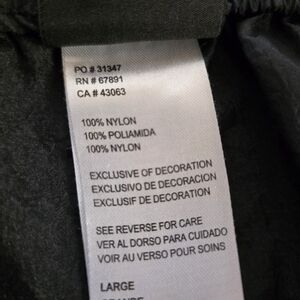 PO # 31347
RN # 67891
CA # 43063
100% NYLON
100% POLIAMIDA
100% NYLON
EXCLUSIVE OF DECORATION
EXCLUSIVO DE DECORACION
EXCLUSIF DE DECORATION
SEE REVERSE FOR CARE
VER AL DORSO PARA CUIDADO
VOIR AU VERSO POUR SOINS
LARGE